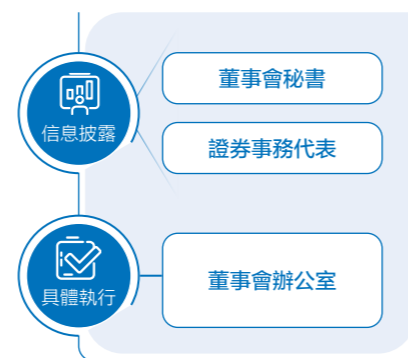 信息披露
董事會秘書
證券事務代表
具體執行
董事會辦公室